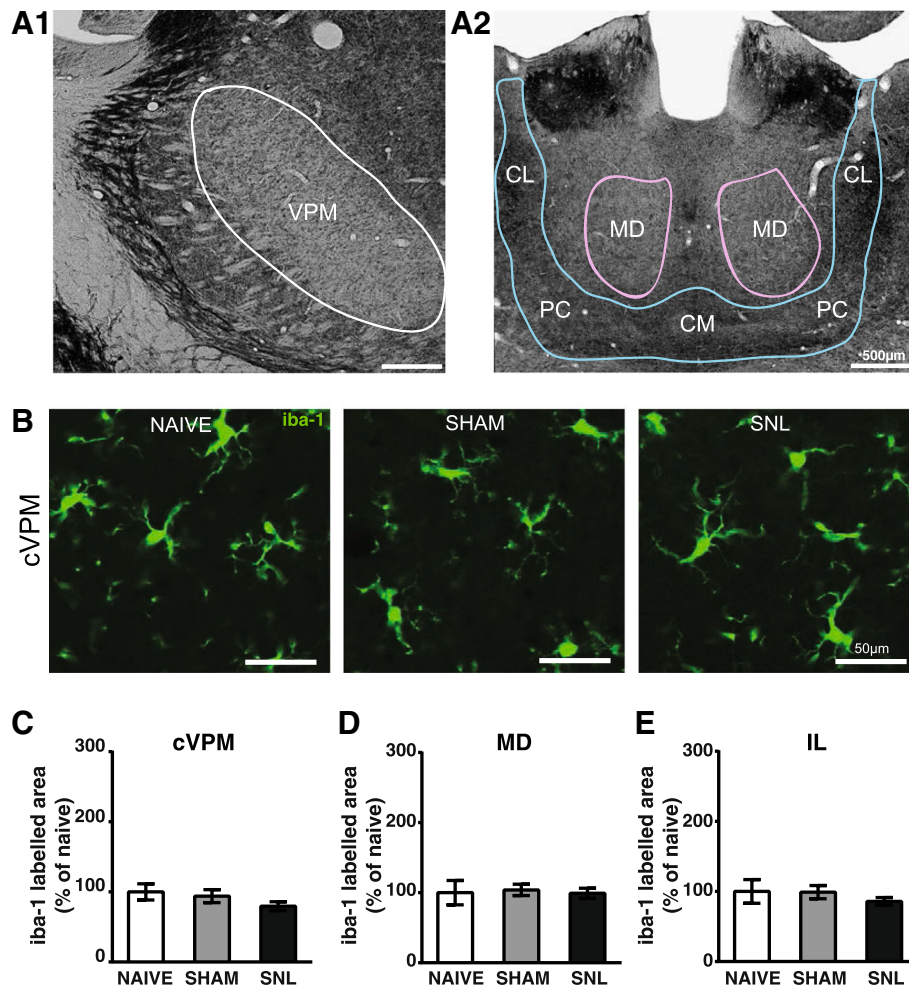 A1
A2
VPM
CL
CL
MD
MD
PC
CM
PC
500µm
B
NAIVE
iba-1
SHAM
SNL
cVPM
50µm
C
cVPM
iba-1 labelled area
(% of naive)
300
200
100
0
NAIVE
SHAM
SNL
D
MD
iba-1 labelled area
(% of naive)
300
200
100
0
NAIVE
SHAM
SNL
E
IL
iba-1 labelled area
(% of naive)
300
200
100
0
NAIVE
SHAM
SNL